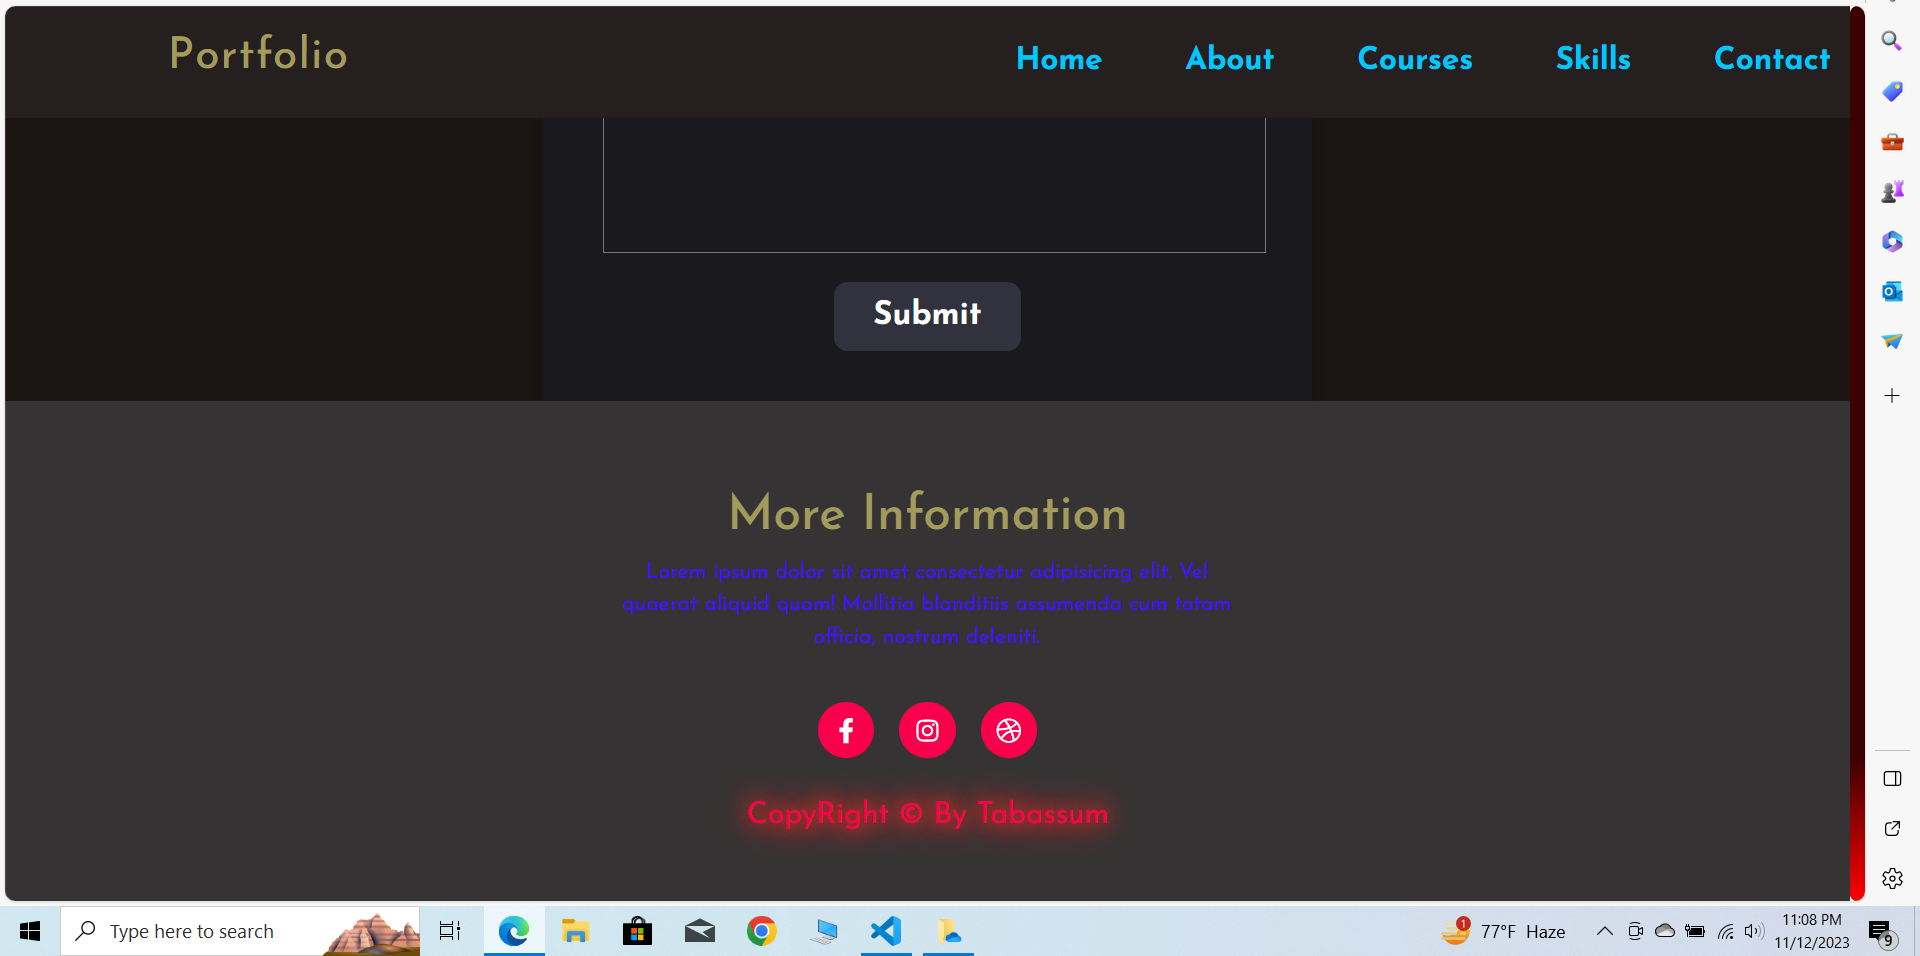 Portfolio
Home About Courses Skills Contact
Submit
More Information
Lorem ipsum dolor sit amet consectetur adipisicing elit. Vel
quaerat aliquid quam! Mollitia blanditiis assumenda cum totam
officia, nostrum deleniti.
CopyRight © By Tabassum
Type here to search
1
77°F Haze
11:08 PM
11/12/2023
9